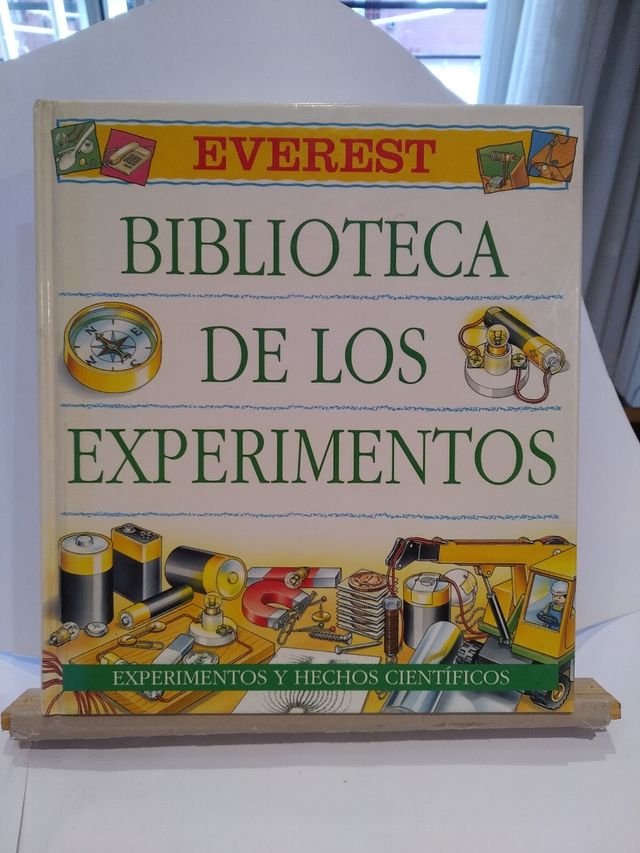 EVEREST
BIBLIOTECA
DE LOS
EXPERIMENTOS
EXPERIMENTOS Y HECHOS CIENTÍFICOS